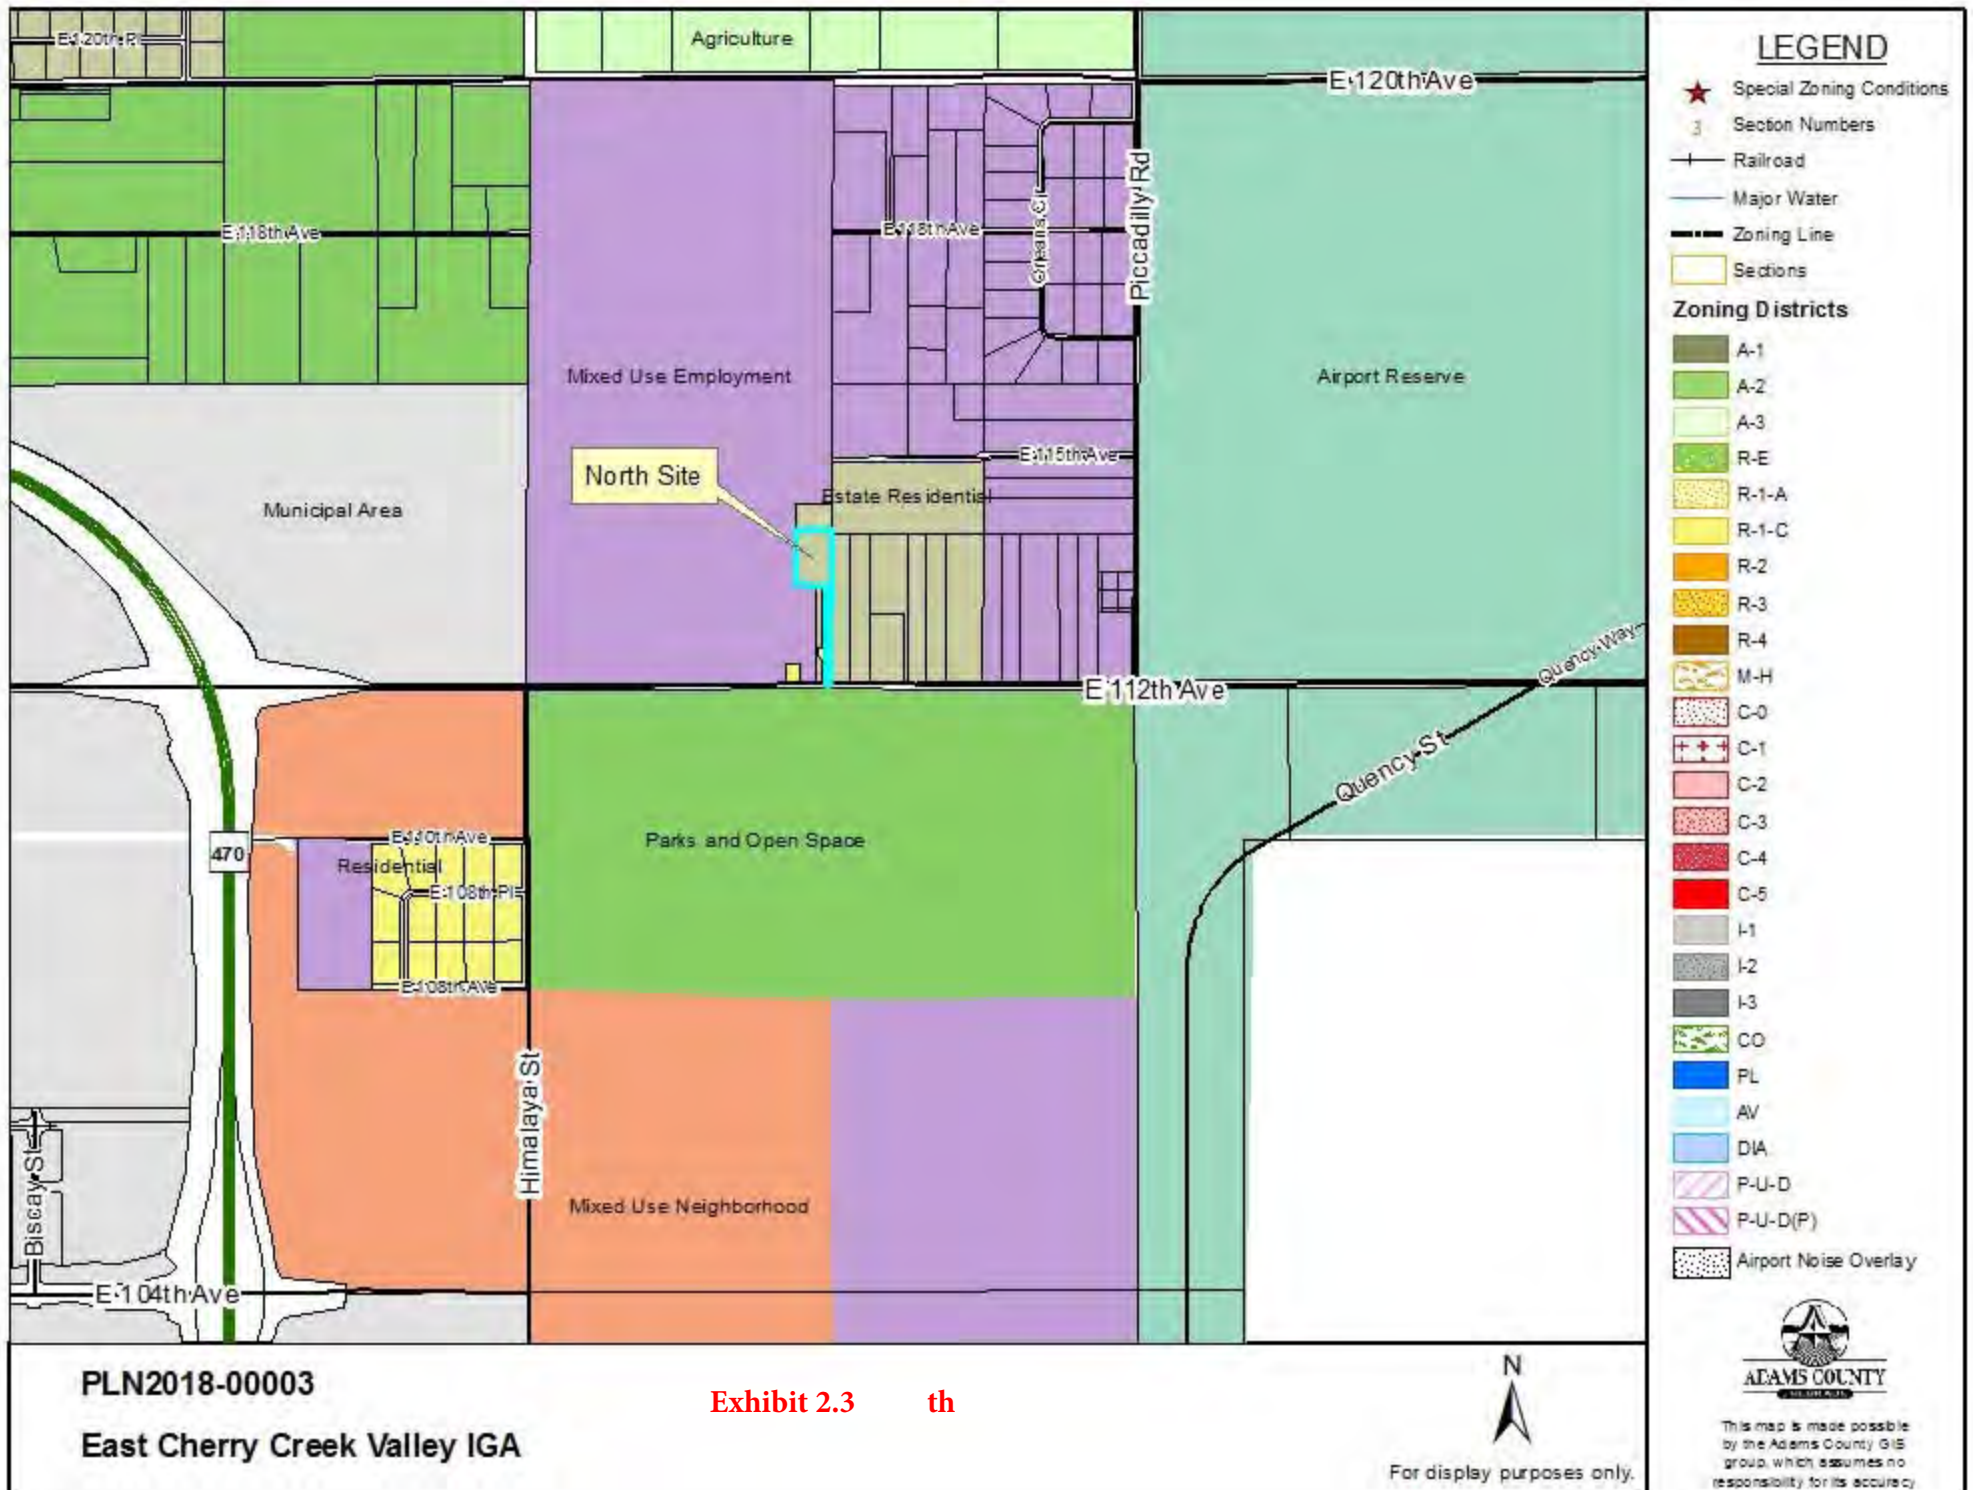 E 120th Pl
Agriculture
E 120th Ave
E 118th Ave
E 118th Ave
Orleans Ct
Piccadilly Rd
Mixed Use Employment
Airport Reserve
E 115th Ave
North Site
Estate Residential
Municipal Area
Quency Way
E 112th Ave
Quency St
E 110th Ave
Parks and Open Space
470
Residential
E 108th Pl
E 108th Ave
Himalaya St
Biscay St
Mixed Use Neighborhood
E 104th Ave
LEGEND
Special Zoning Conditions
3 Section Numbers
Railroad
Major Water
Zoning Line
Sections
Zoning Districts
A-1
A-2
A-3
R-E
R-1-A
R-1-C
R-2
R-3
R-4
M-H
C-0
C-1
C-2
C-3
C-4
C-5
I-1
I-2
I-3
CO
PL
AV
DIA
P-U-D
P-U-D(P)
Airport Noise Overlay
ADAMS COUNTY
COLORADO
This map is made possible
by the Adams County GIS
group, which assumes no
responsibility for its accuracy
PLN2018-00003
East Cherry Creek Valley IGA
Exhibit 2.3 th
N
For display purposes only.